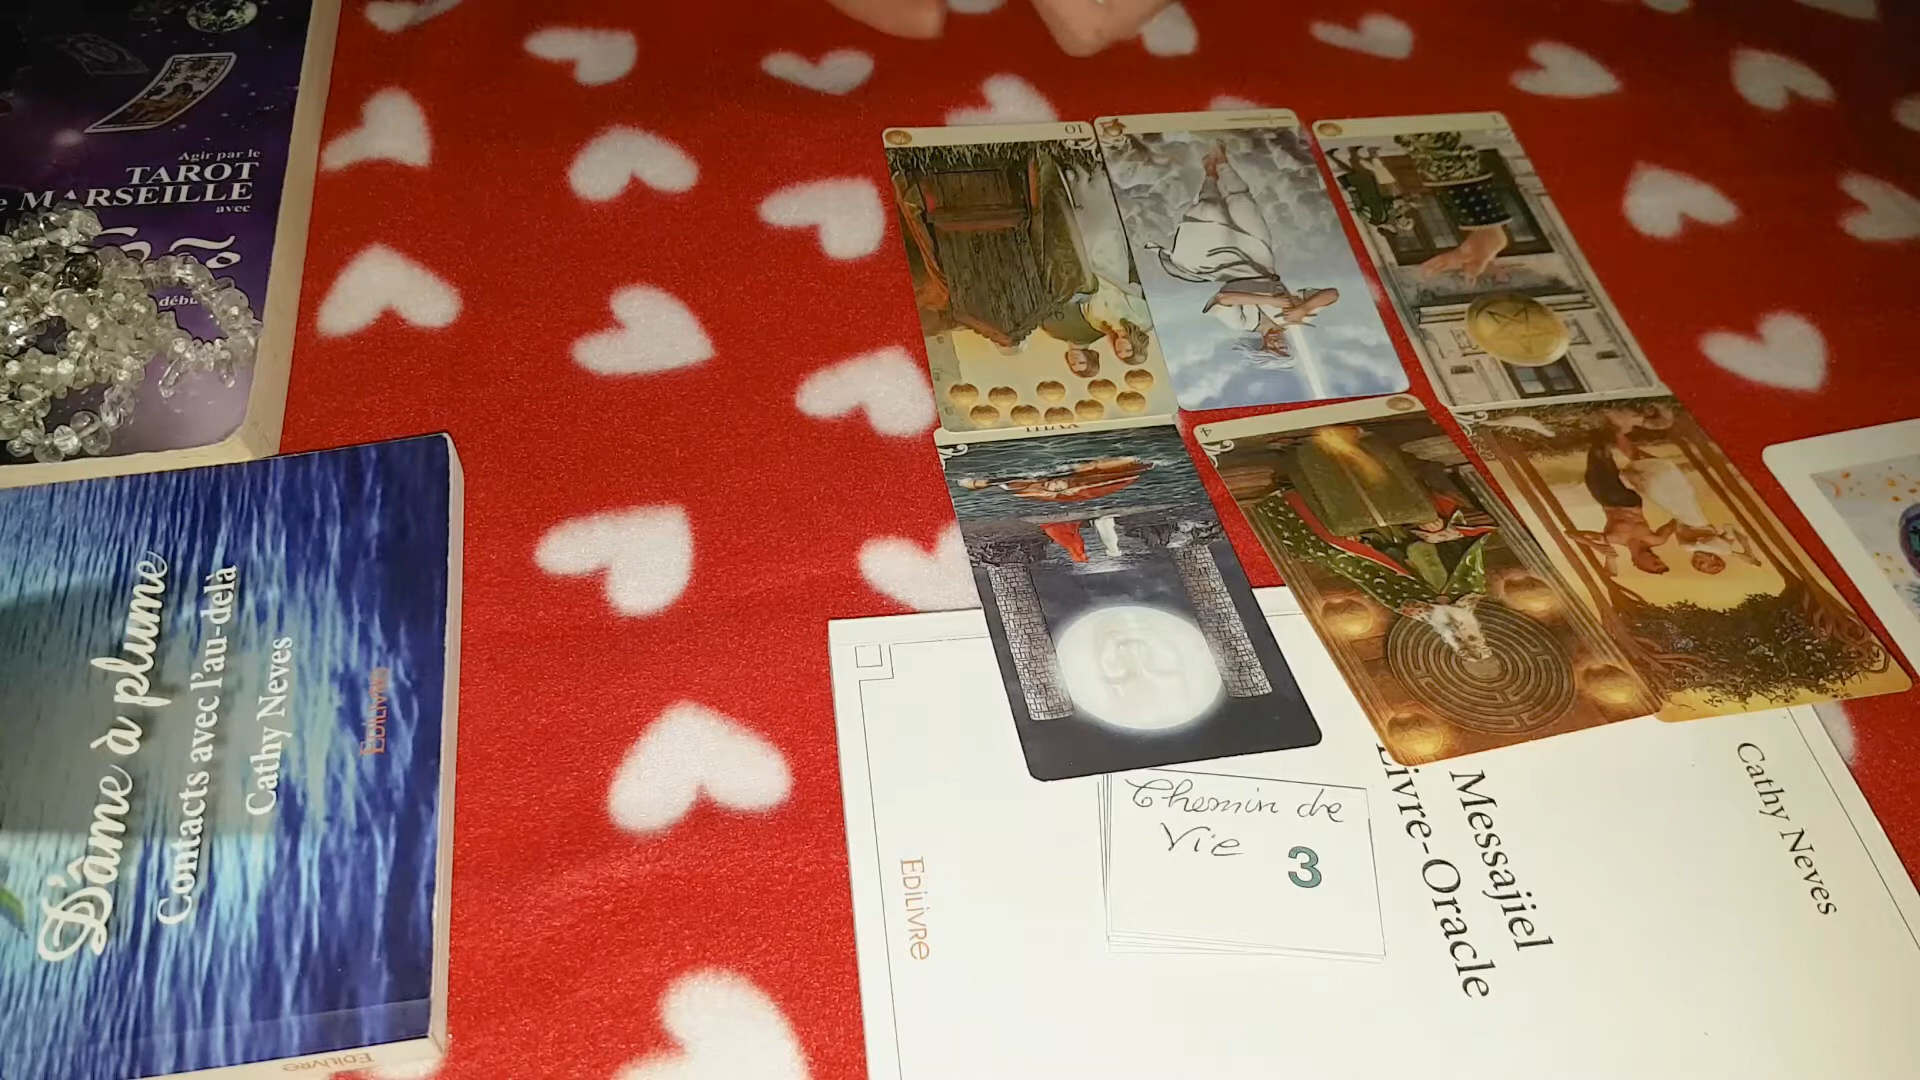 Agir par le
TAROT
MARSEILLE
avec
D'âme à plume
Contacts avec l'au-delà
Cathy Neves
EDILIVRE
EDILIVRE
10
XVIII
4
Chemin de
Vie 3
Cathy Neves
Messajiel
Livre-Oracle
EDILIVRE